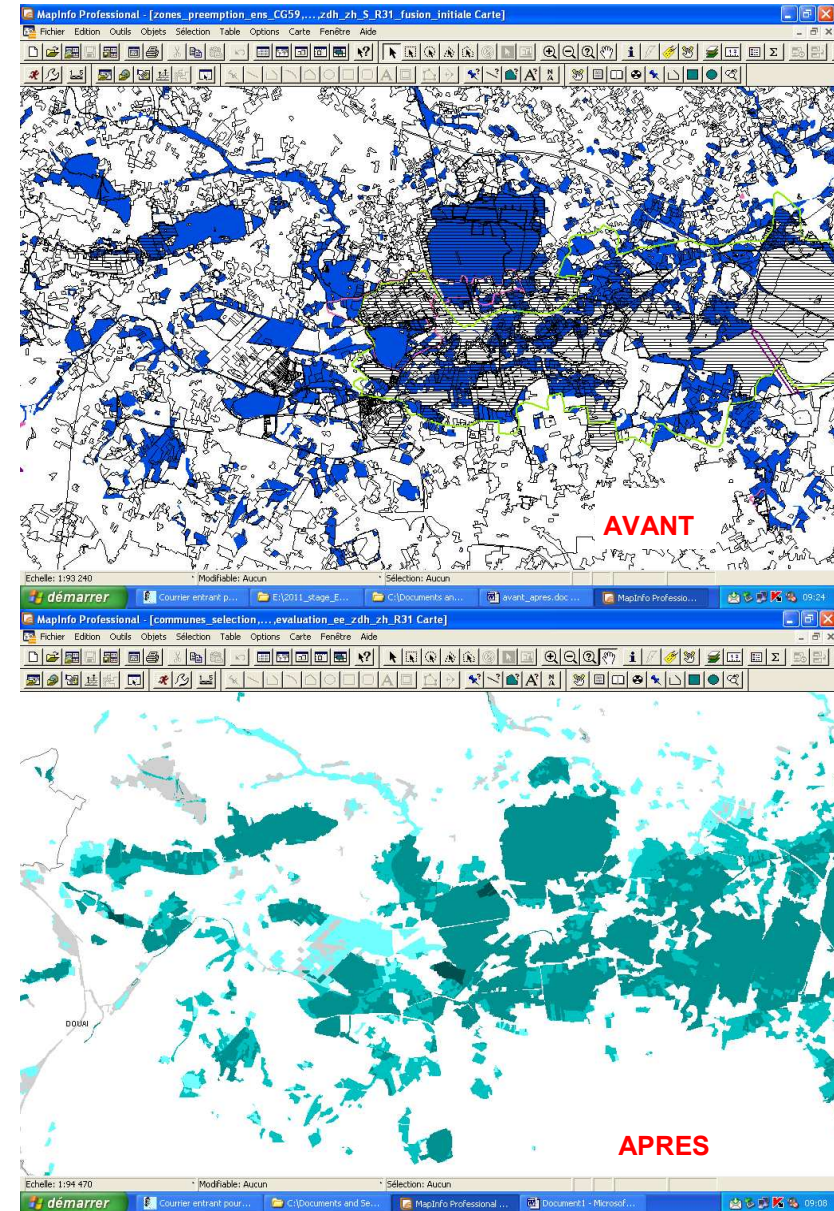 MapInfo Professional - [zones_preemption_ens_CG59,...,zdh_zh_S_R31_fusion_initiale Carte]
Fichier Edition Outils Objets Sélection Table Options Carte Fenêtre Aide
AVANT
Echelle: 1:93 240 Modifiable: Aucun Sélection: Aucun
démarrer Courrier entrant p... E:\2011_stage_E... C:\Documents an... avant_apres.doc ... MapInfo Professio... 09:24
MapInfo Professional - [communes_selection,...,evaluation_ee_zdh_zh_R31 Carte]
Fichier Edition Outils Objets Sélection Table Options Carte Fenêtre Aide
DOUAI
APRES
Echelle: 1:94 470 Modifiable: Aucun Sélection: Aucun
démarrer Courrier entrant pour... C:\Documents and Se... MapInfo Professional ... Document1 - Microsof... 09:08